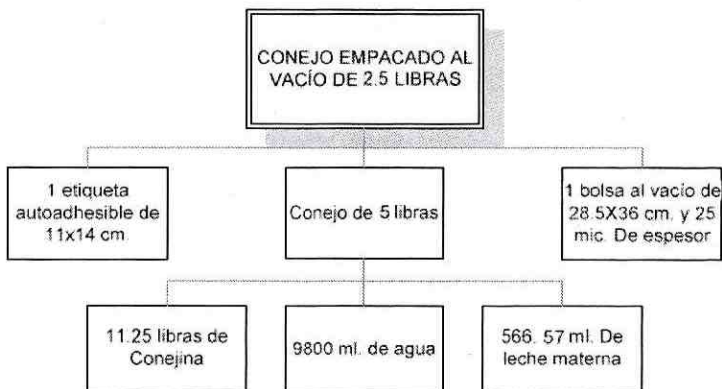 CONEJO EMPACADO AL
VACÍO DE 2.5 LIBRAS
1 etiqueta
autoadhesible de
11x14 cm.
Conejo de 5 libras
1 bolsa al vacio de
28.5X36 cm. y 25
mic. De espesor
11.25 libras de
Conejina
9800 ml. de agua
566. 57 ml. De
leche materna